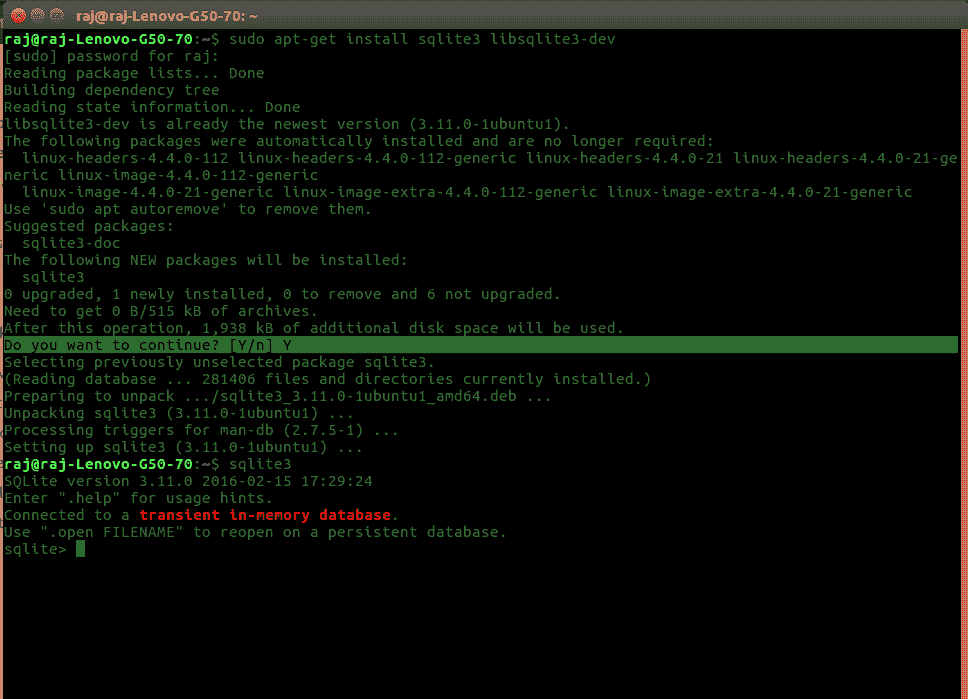 raj@raj-Lenovo-G50-70: ~
raj@raj-Lenovo-G50-70:~$ sudo apt-get install sqlite3 libsqlite3-dev
[sudo] password for raj:
Reading package lists... Done
Building dependency tree
Reading state information... Done
libsqlite3-dev is already the newest version (3.11.0-1ubuntu1).
The following packages were automatically installed and are no longer required:
  linux-headers-4.4.0-112 linux-headers-4.4.0-112-generic linux-headers-4.4.0-21 linux-headers-4.4.0-21-ge
neric linux-image-4.4.0-112-generic
  linux-image-4.4.0-21-generic linux-image-extra-4.4.0-112-generic linux-image-extra-4.4.0-21-generic
Use 'sudo apt autoremove' to remove them.
Suggested packages:
  sqlite3-doc
The following NEW packages will be installed:
  sqlite3
0 upgraded, 1 newly installed, 0 to remove and 6 not upgraded.
Need to get 0 B/515 kB of archives.
After this operation, 1,938 kB of additional disk space will be used.
Do you want to continue? [Y/n] Y
Selecting previously unselected package sqlite3.
(Reading database ... 281406 files and directories currently installed.)
Preparing to unpack .../sqlite3_3.11.0-1ubuntu1_amd64.deb ...
Unpacking sqlite3 (3.11.0-1ubuntu1) ...
Processing triggers for man-db (2.7.5-1) ...
Setting up sqlite3 (3.11.0-1ubuntu1) ...
raj@raj-Lenovo-G50-70:~$ sqlite3
SQLite version 3.11.0 2016-02-15 17:29:24
Enter ".help" for usage hints.
Connected to a transient in-memory database.
Use ".open FILENAME" to reopen on a persistent database.
sqlite>